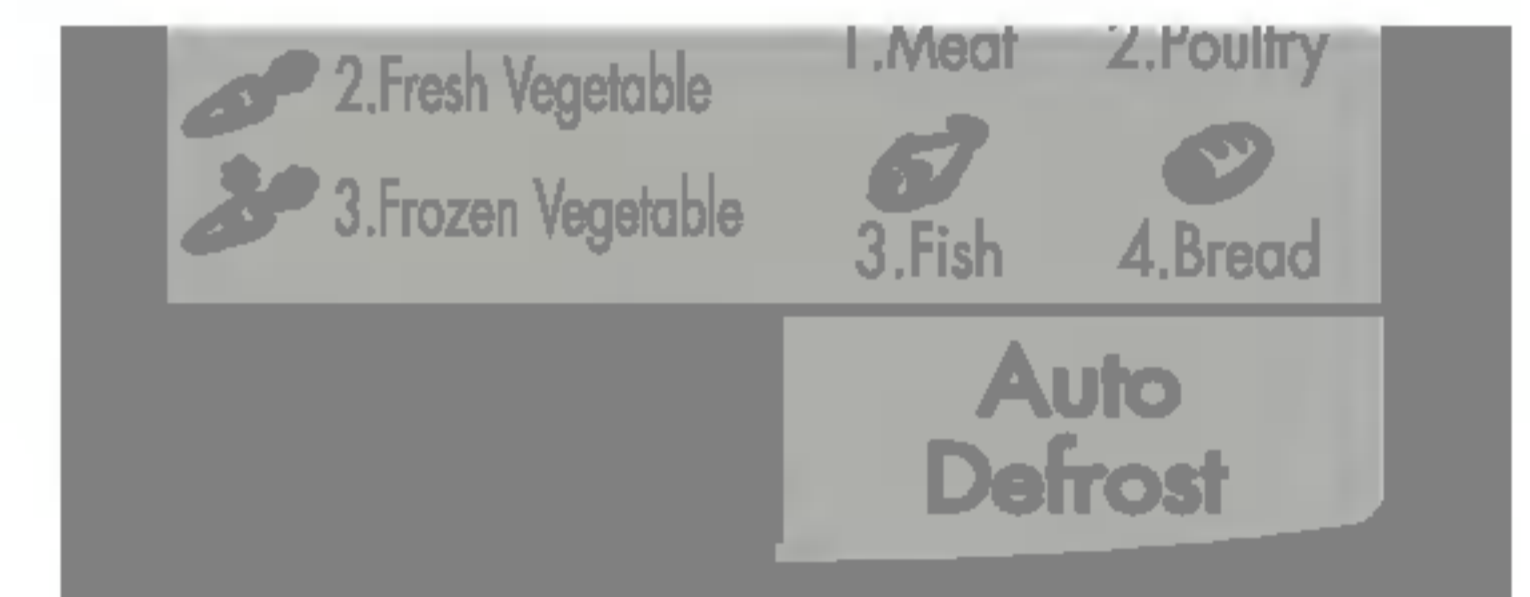 1.Meat 2.Poultry
2.Fresh Vegetable
3.Frozen Vegetable
3.Fish 4.Bread
Auto
Defrost